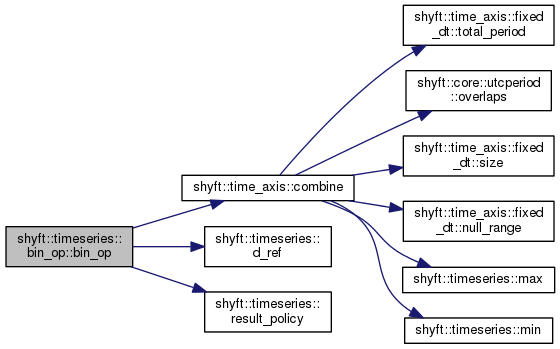 shyft::time_axis::fixed
_dt::total_period
shyft::core::utcperiod
::overlaps
shyft::time_axis::fixed
_dt::size
shyft::time_axis::combine
shyft::time_axis::fixed
_dt::null_range
shyft::timeseries::
bin_op::bin_op
shyft::timeseries::
d_ref
shyft::timeseries::max
shyft::timeseries::
result_policy
shyft::timeseries::min